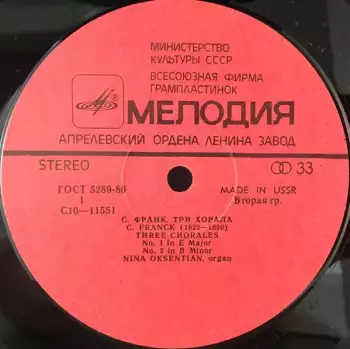 МИНИСТЕРСТВО
КУЛЬТУРЫ СССР
ВСЕСОЮЗНАЯ ФИРМА
ГРАМПЛАСТИНОК
МЕЛОДИЯ
АПРЕЛЕВСКИЙ ОРДЕНА ЛЕНИНА ЗАВОД
STEREO
33
ГОСТ 5289-80
MADE IN USSR
1
Вторая гр.
С10—11551
С. ФРАНК. ТРИ ХОРАЛА
C. FRANCK (1822—1890)
THREE CHORALES
No. 1 in E Major
No. 2 in B Minor
NINA OKSENTIAN, organ